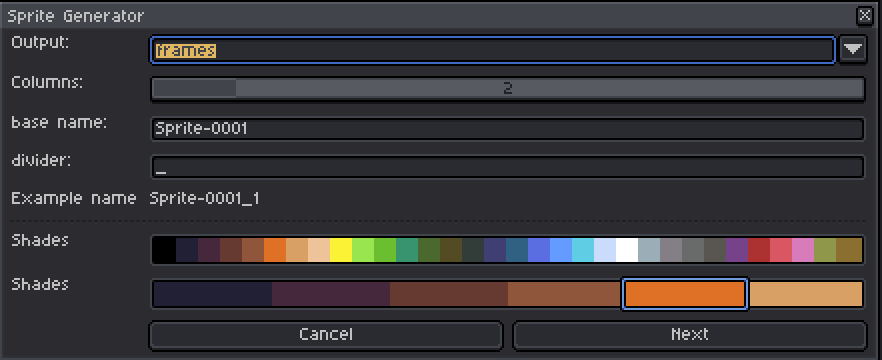 Sprite Generator
Output: frames
Columns: 2
base name: Sprite-0001
divider: _
Example name Sprite-0001_1
Shades
Shades
Cancel Next